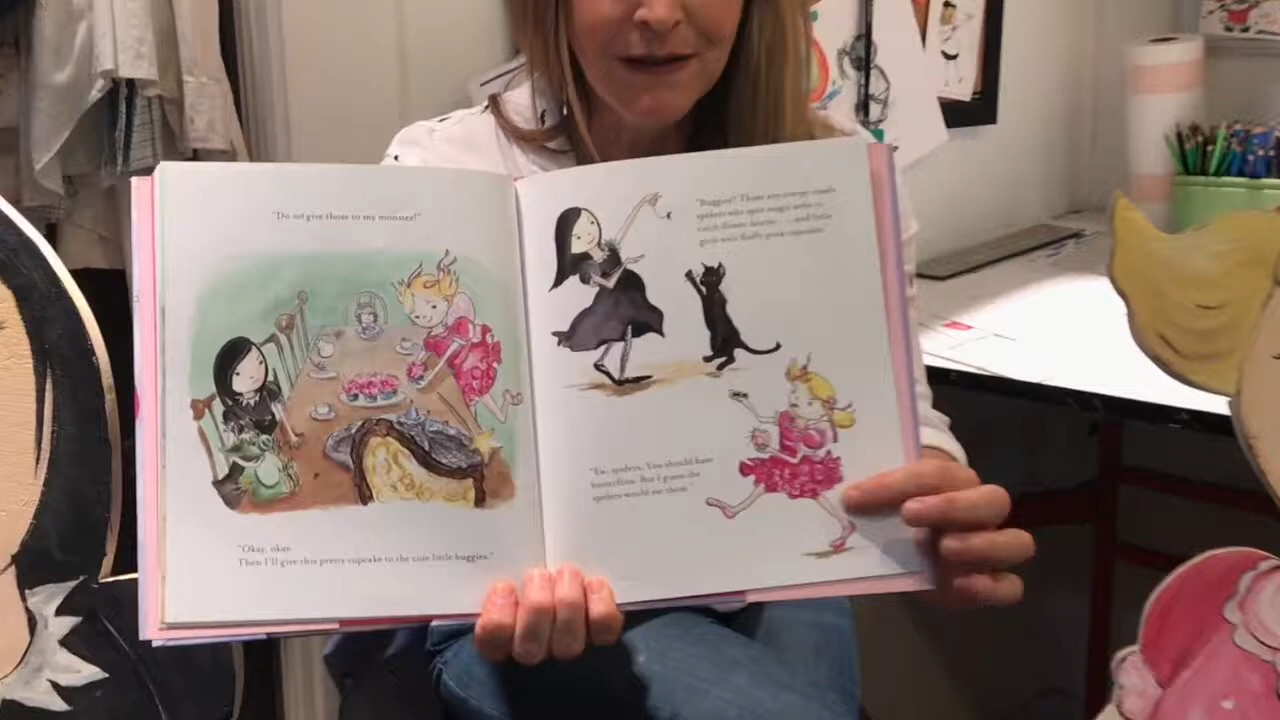 "Do not give those to my monster!"
"Okay, okay.
Then I'll give this pretty cupcake to the cute little buggies."
"Buggies? Those are creepy
spiders who spin magic webs to
catch flower fairies . . . and little
girls with fluffy pink cupcakes."
"Ew, spiders. You should have
butterflies. But I guess the
spiders would eat them."